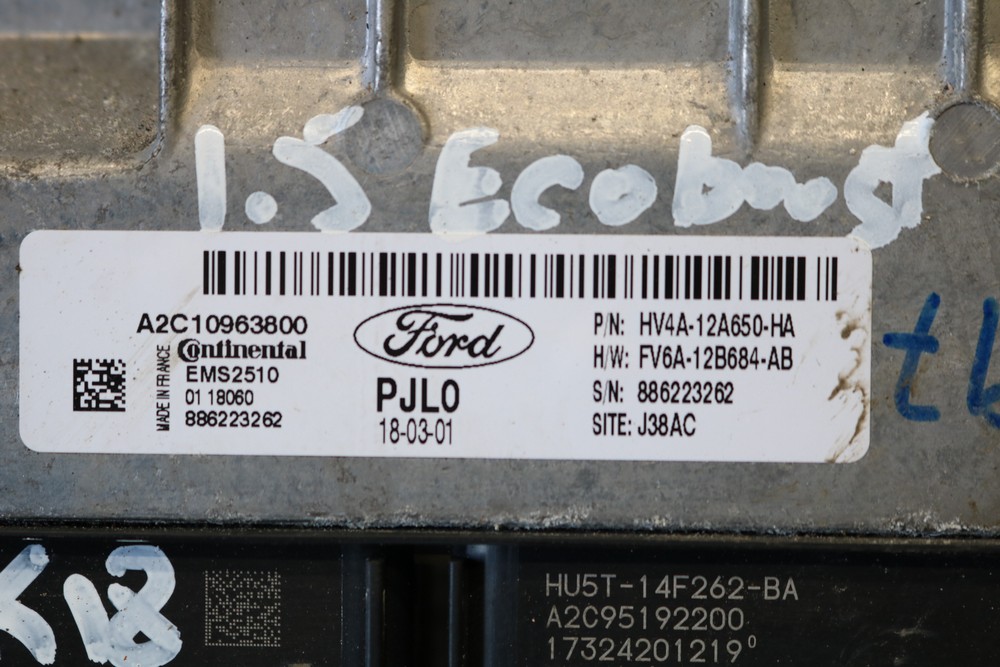 1.5 Ecoboost
A2C10963800
Continental
EMS2510
01 18060
886223262
MADE IN FRANCE
Ford
PJL0
18-03-01
P/N: HV4A-12A650-HA
H/W: FV6A-12B684-AB
S/N: 886223262
SITE: J38AC
HU5T-14F262-BA
A2C95192200
17324201219⁰